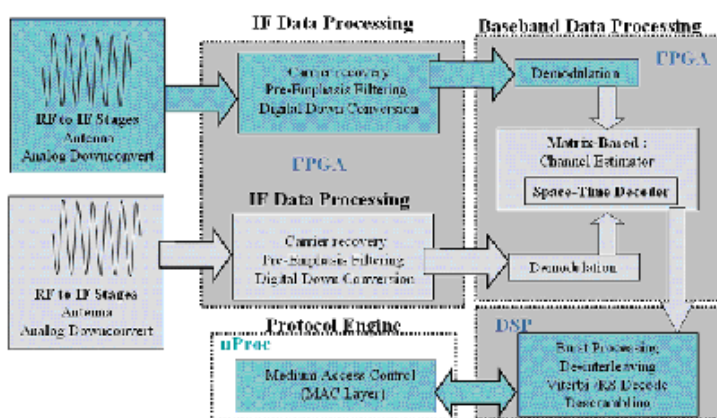 IF Data Processing
Baseband Data Processing
RF to IF Stages
Antenna
Analog Downconvert
Carrier recovery
Pre-Emphasis Filtering
Digital Down Conversion
FPGA
Demodulation
FPGA
Matrix-Based :
Channel Estimator
Space-Time Decoder
IF Data Processing
RF to IF Stages
Antenna
Analog Downconvert
Carrier recovery
Pre-Emphasis Filtering
Digital Down Conversion
Demodulation
Protocol Engine
uProc
Medium Access Control
(MAC Layer)
DSP
Burst Processing
De-interleaving
Viterbi /RS Decode
Descrambling